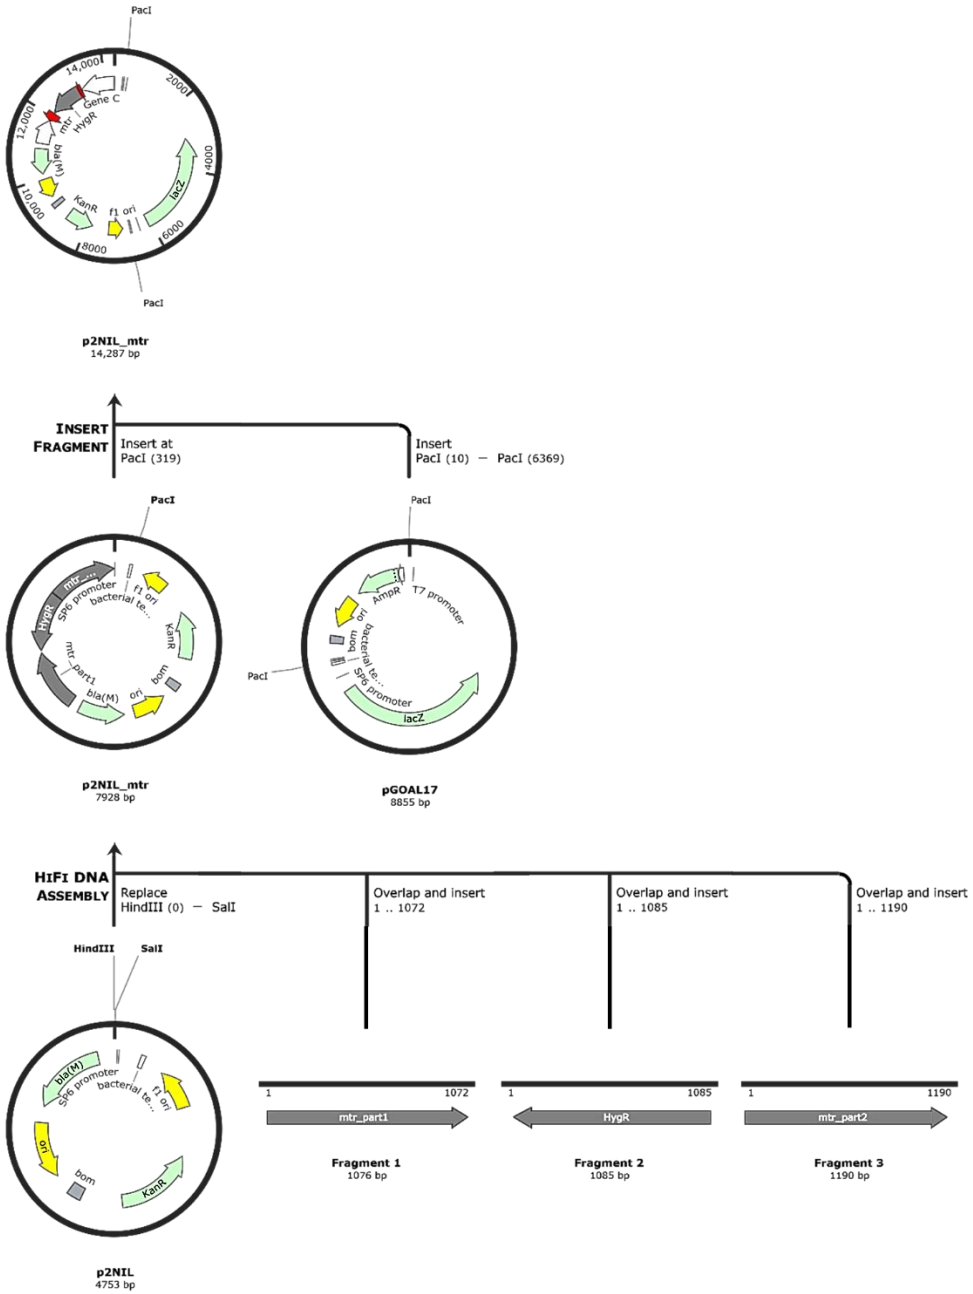 PacI
14,000
2000
Gene C
12,000
mtr
HygR
4000
bla(M)
lacZ
10,000
KanR
f1 ori
6000
8000
PacI
p2NIL_mtr
14,287 bp
INSERT
FRAGMENT
Insert at
PacI (319)
Insert
PacI (10) – PacI (6369)
PacI
PacI
mtr_...
SP6 promoter
bacterial te...
f1 ori
HygR
KanR
mtr_part1
bla(M)
ori
bom
AmpR
T7 promoter
ori
bom
bacterial te...
SP6 promoter
PacI
lacZ
p2NIL_mtr
7928 bp
pGOAL17
8855 bp
HIFI DNA
ASSEMBLY
Replace
HindIII (0) – SalI
Overlap and insert
1 .. 1072
Overlap and insert
1 .. 1085
Overlap and insert
1 .. 1190
HindIII
SalI
bla(M)
SP6 promoter
bacterial te...
f1 ori
ori
bom
KanR
1 1072
mtr_part1
1 1085
HygR
1 1190
mtr_part2
Fragment 1
1076 bp
Fragment 2
1085 bp
Fragment 3
1190 bp
p2NIL
4753 bp